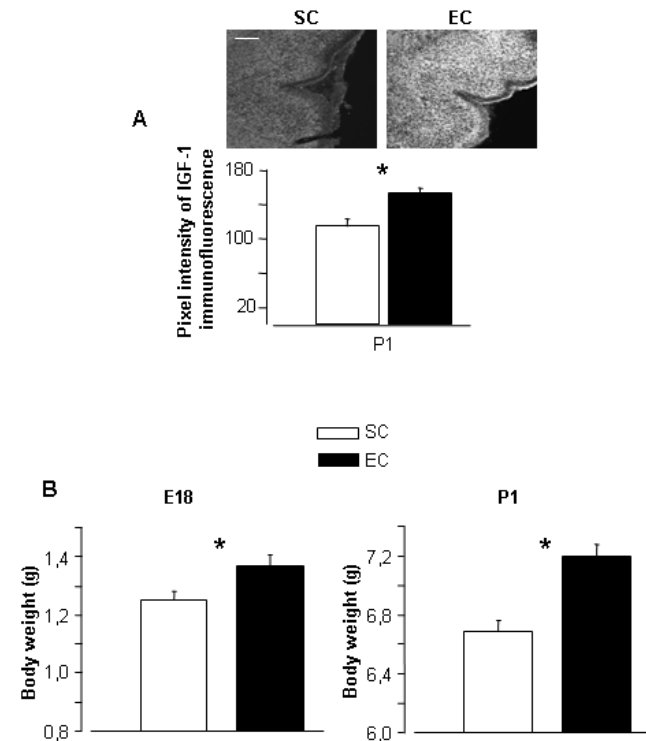 SC EC
A
Pixel intensity of IGF-1
immunofluorescence
180
*
100
20
P1
SC
EC
B
E18
P1
Body weight (g)
1,4
1,2
1,0
0,8
*
Body weight (g)
7,2
6,8
6,4
6,0
*